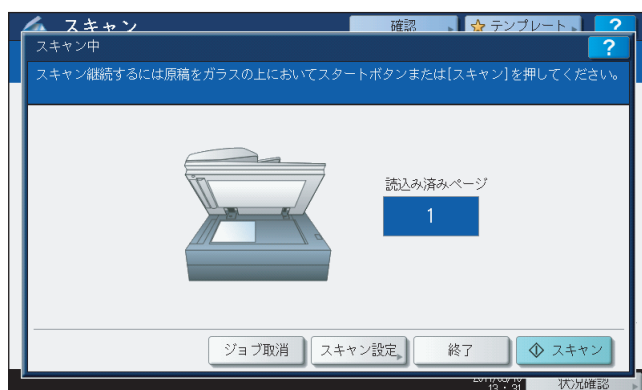 スキャン
確認
テンプレート
?
スキャン中
?
スキャン継続するには原稿をガラスの上においてスタートボタンまたは[スキャン]を押してください。
読込み済みページ
1
ジョブ取消
スキャン設定
終了
スキャン
13:31
状況確認